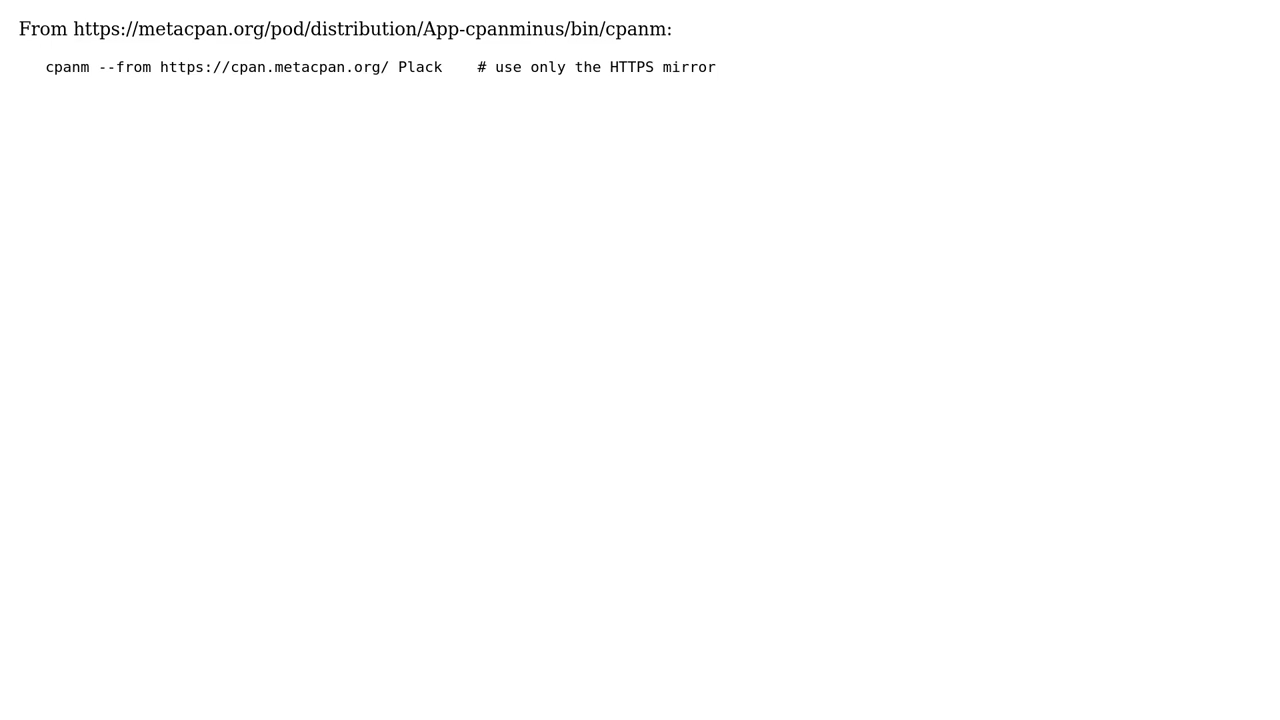 From https://metacpan.org/pod/distribution/App-cpanminus/bin/cpanm:
cpanm --from https://cpan.metacpan.org/ Plack    # use only the HTTPS mirror